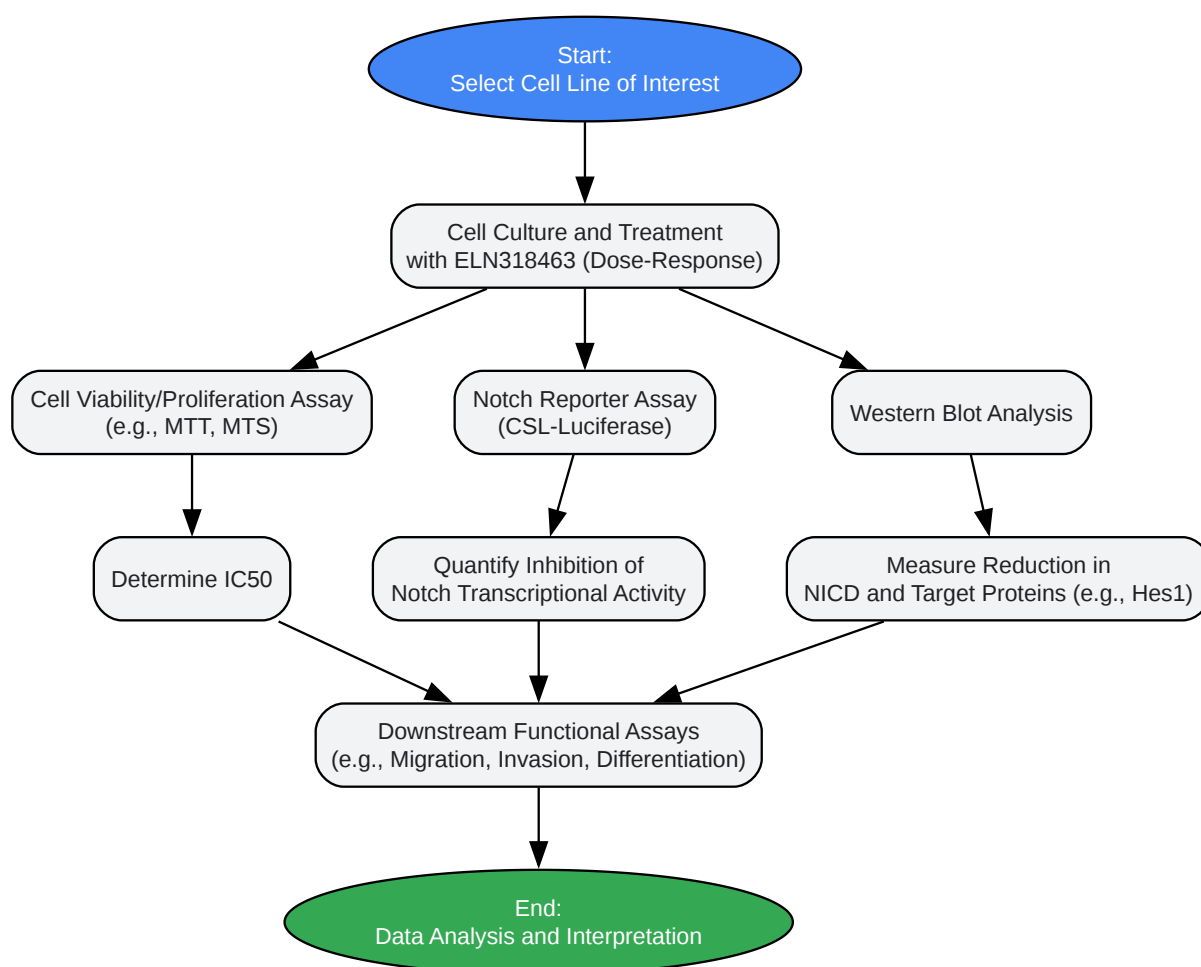 Start:
Select Cell Line of Interest
Cell Culture and Treatment
with ELN318463 (Dose-Response)
Cell Viability/Proliferation Assay
(e.g., MTT, MTS)
Notch Reporter Assay
(CSL-Luciferase)
Western Blot Analysis
Determine IC50
Quantify Inhibition of
Notch Transcriptional Activity
Measure Reduction in
NICD and Target Proteins (e.g., Hes1)
Downstream Functional Assays
(e.g., Migration, Invasion, Differentiation)
End:
Data Analysis and Interpretation